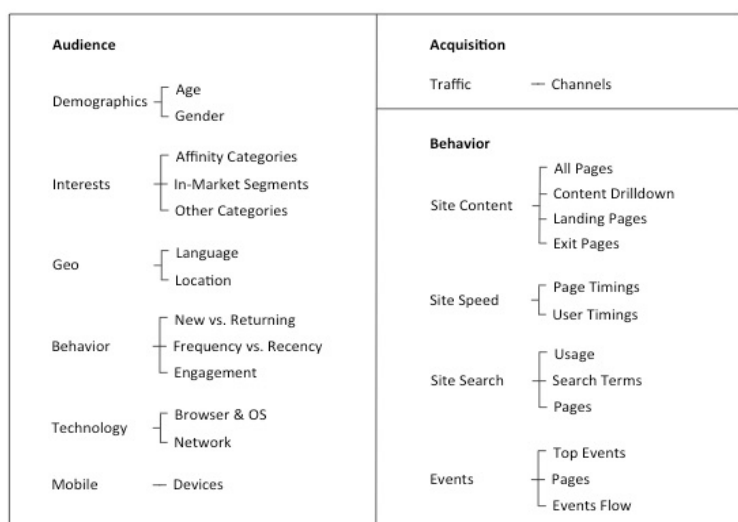 Audience
Demographics
Age
Gender
Interests
Affinity Categories
In-Market Segments
Other Categories
Geo
Language
Location
Behavior
New vs. Returning
Frequency vs. Recency
Engagement
Technology
Browser & OS
Network
Mobile
Devices
Acquisition
Traffic
Channels
Behavior
Site Content
All Pages
Content Drilldown
Landing Pages
Exit Pages
Site Speed
Page Timings
User Timings
Site Search
Usage
Search Terms
Pages
Events
Top Events
Pages
Events Flow